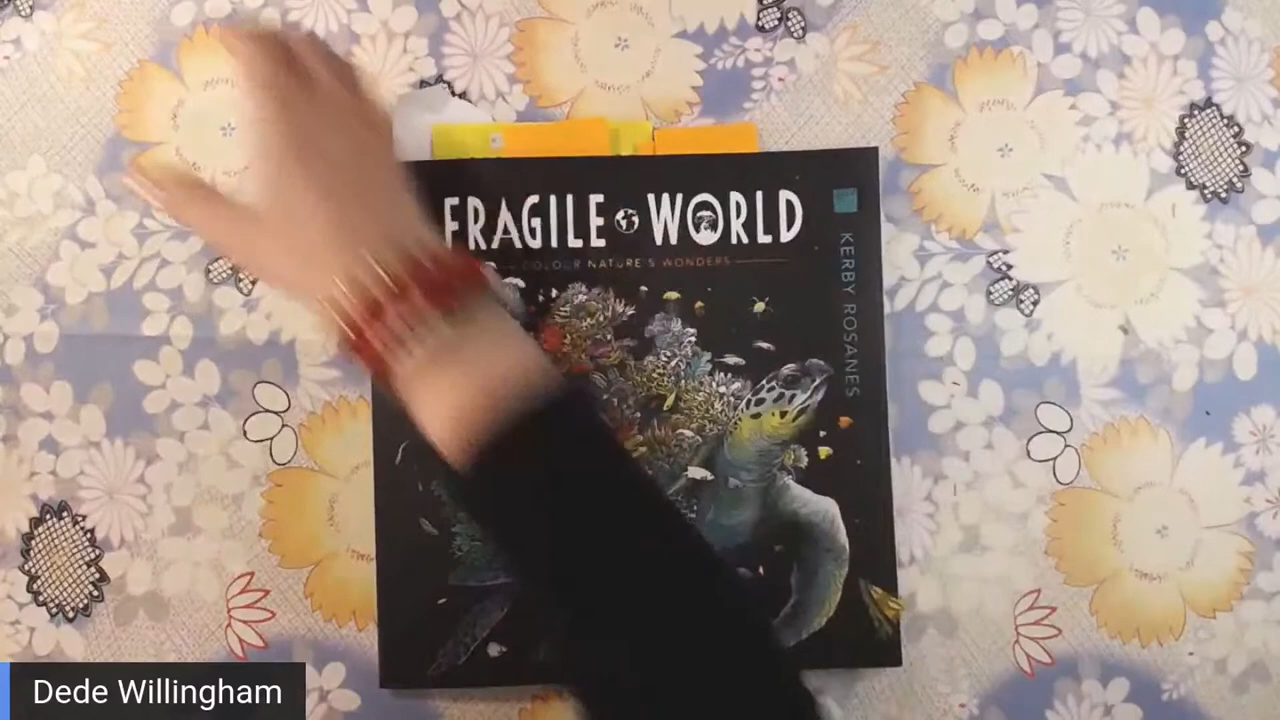 FRAGILE WORLD
COLOUR NATURE'S WONDERS
KERBY ROSANES
Dede Willingham